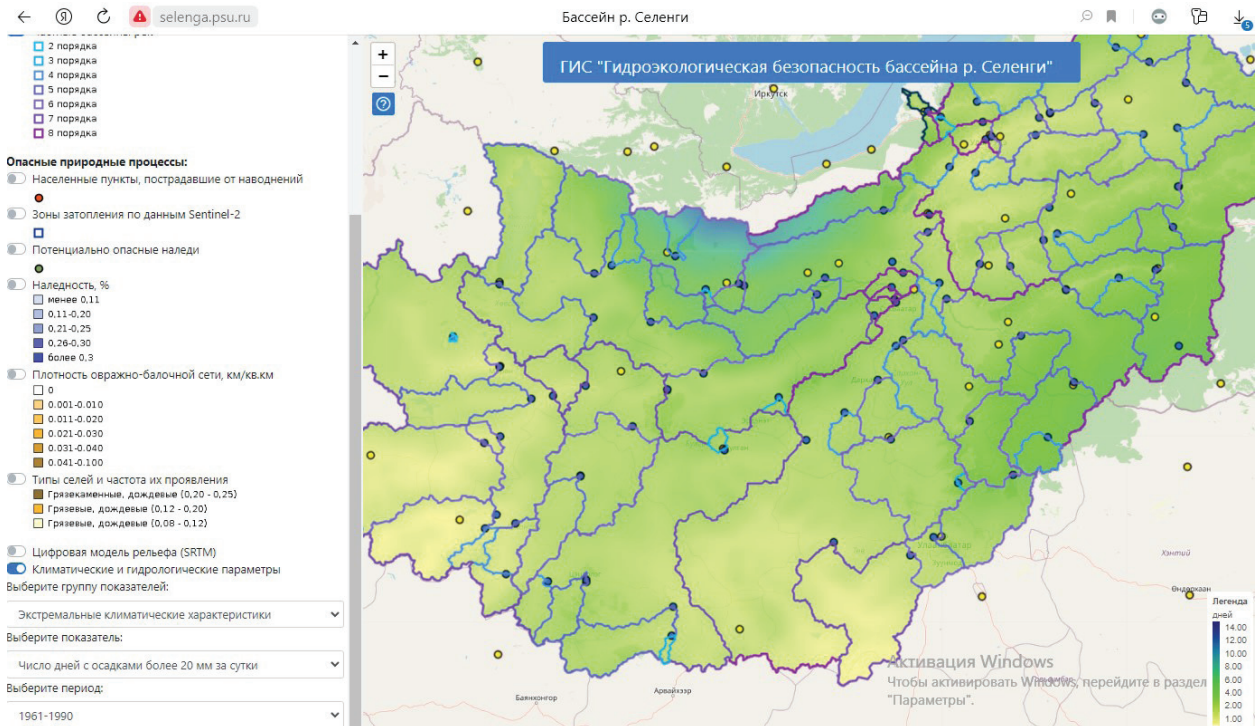 selenga.psu.ru
Бассейн р. Селенги
5
2 порядка
3 порядка
4 порядка
5 порядка
6 порядка
7 порядка
8 порядка
Опасные природные процессы:
Населенные пункты, пострадавшие от наводнений
Зоны затопления по данным Sentinel-2
Потенциально опасные наледи
Наледность, %
менее 0,11
0,11-0,20
0,21-0,25
0,26-0,30
более 0,3
Плотность овражно-балочной сети, км/кв.км
0
0.001-0.010
0.011-0.020
0.021-0.030
0.031-0.040
0.041-0.100
Типы селей и частота их проявления
Грязекаменные, дождевые (0,20 - 0,25)
Грязевые, дождевые (0,12 - 0,20)
Грязевые, дождевые (0,08 - 0,12)
Цифровая модель рельефа (SRTM)
Климатические и гидрологические параметры
Выберите группу показателей:
Экстремальные климатические характеристики
Выберите показатель:
Число дней с осадками более 20 мм за сутки
Выберите период:
1961-1990
+
−
?
ГИС "Гидроэкологическая безопасность бассейна р. Селенги"
Иркутск
Хэнтий
Өндөрхаан
Баянхонгор
Арвайхээр
Активация Windows
Чтобы активировать Windows, перейдите в раздел
"Параметры".
Легенда
дней
14.00
12.00
10.00
8.00
6.00
4.00
2.00
1.00